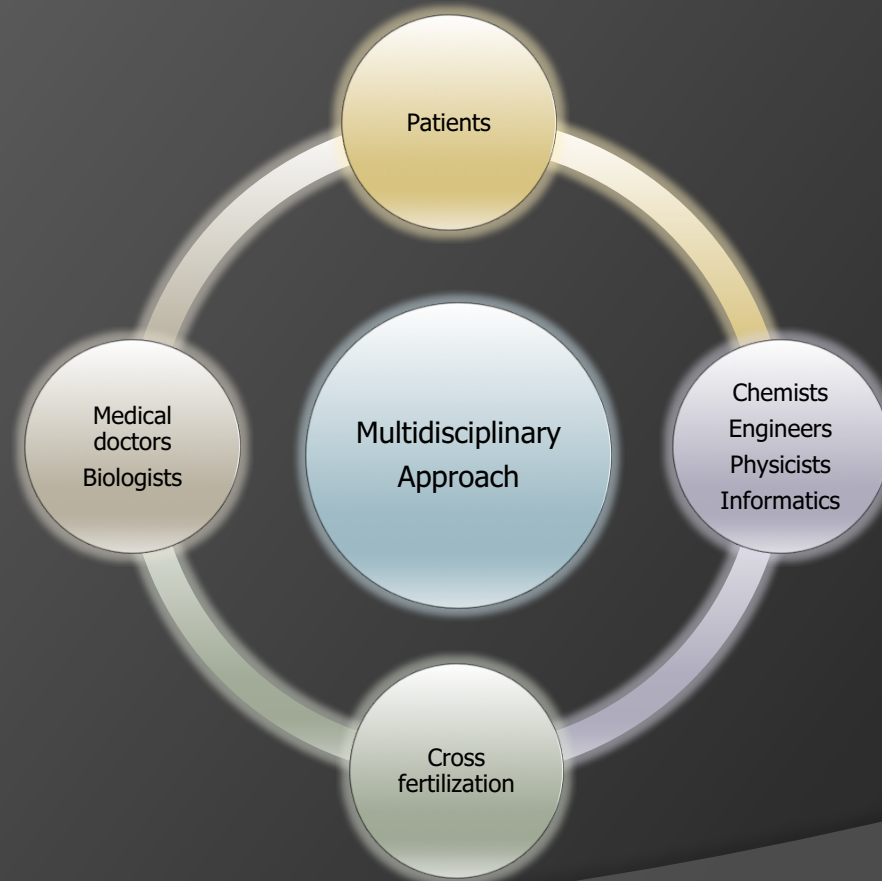 Patients
Medical
doctors
Biologists
Multidisciplinary
Approach
Chemists
Engineers
Physicists
Informatics
Cross
fertilization